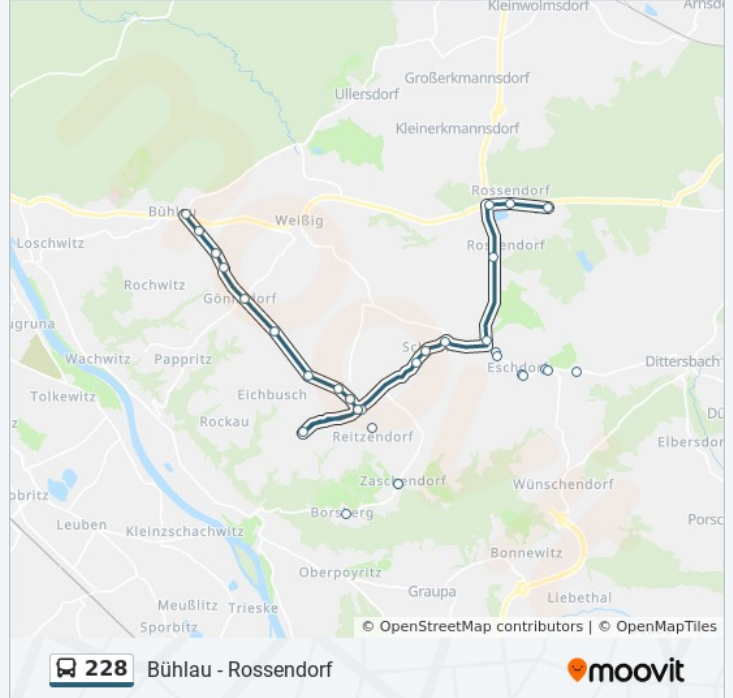 Kleinwolmsdorf
Großerkmannsdorf
Ullersdorf
Kleinerkmannsdorf
Rossendorf
Bühlau
Weißig
Loschwitz
Rossendorf
Rochwitz
Gönnsdorf
Wachwitz
Pappritz
Eschdorf
Dittersbach
Tolkewitz
Eichbusch
Rockau
Reitzendorf
Zaschendorf
Wünschendorf
Borsberg
Leuben
Kleinzschachwitz
Bonnewitz
Oberpoyritz
Graupa
Liebethal
Meußlitz
Trieske
Sporbitz
© OpenStreetMap contributors | © OpenMapTiles
228 Bühlau - Rossendorf
moovit